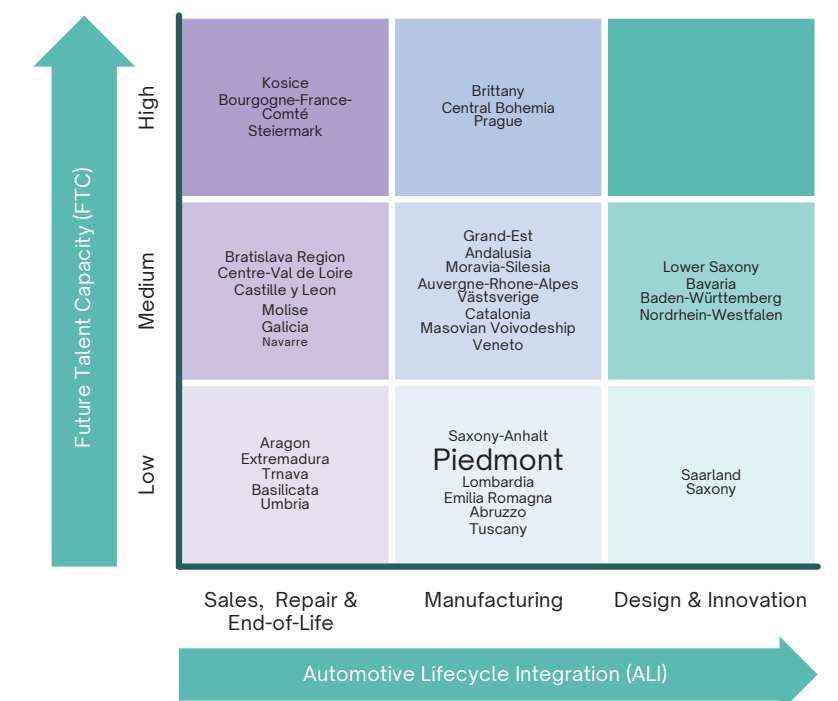 Future Talent Capacity (FTC)
High
Kosice
Bourgogne-France-
Comté
Steiermark
Brittany
Central Bohemia
Prague
Medium
Bratislava Region
Centre-Val de Loire
Castille y Leon
Molise
Galicia
Navarre
Grand-Est
Andalusia
Moravia-Silesia
Auvergne-Rhone-Alpes
Västsverige
Catalonia
Masovian Voivodeship
Veneto
Lower Saxony
Bavaria
Baden-Württemberg
Nordrhein-Westfalen
Low
Aragon
Extremadura
Trnava
Basilicata
Umbria
Saxony-Anhalt
Piedmont
Lombardia
Emilia Romagna
Abruzzo
Tuscany
Saarland
Saxony
Sales, Repair &
End-of-Life
Manufacturing
Design & Innovation
Automotive Lifecycle Integration (ALI)